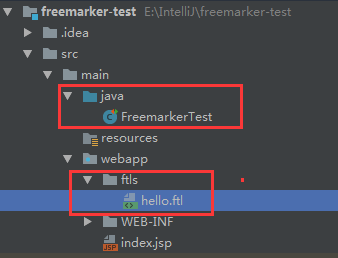 freemarker-test E:\IntelliJ\freemarker-test
.idea
src
main
java
FreemarkerTest
resources
webapp
ftls
hello.ftl
WEB-INF
index.jsp